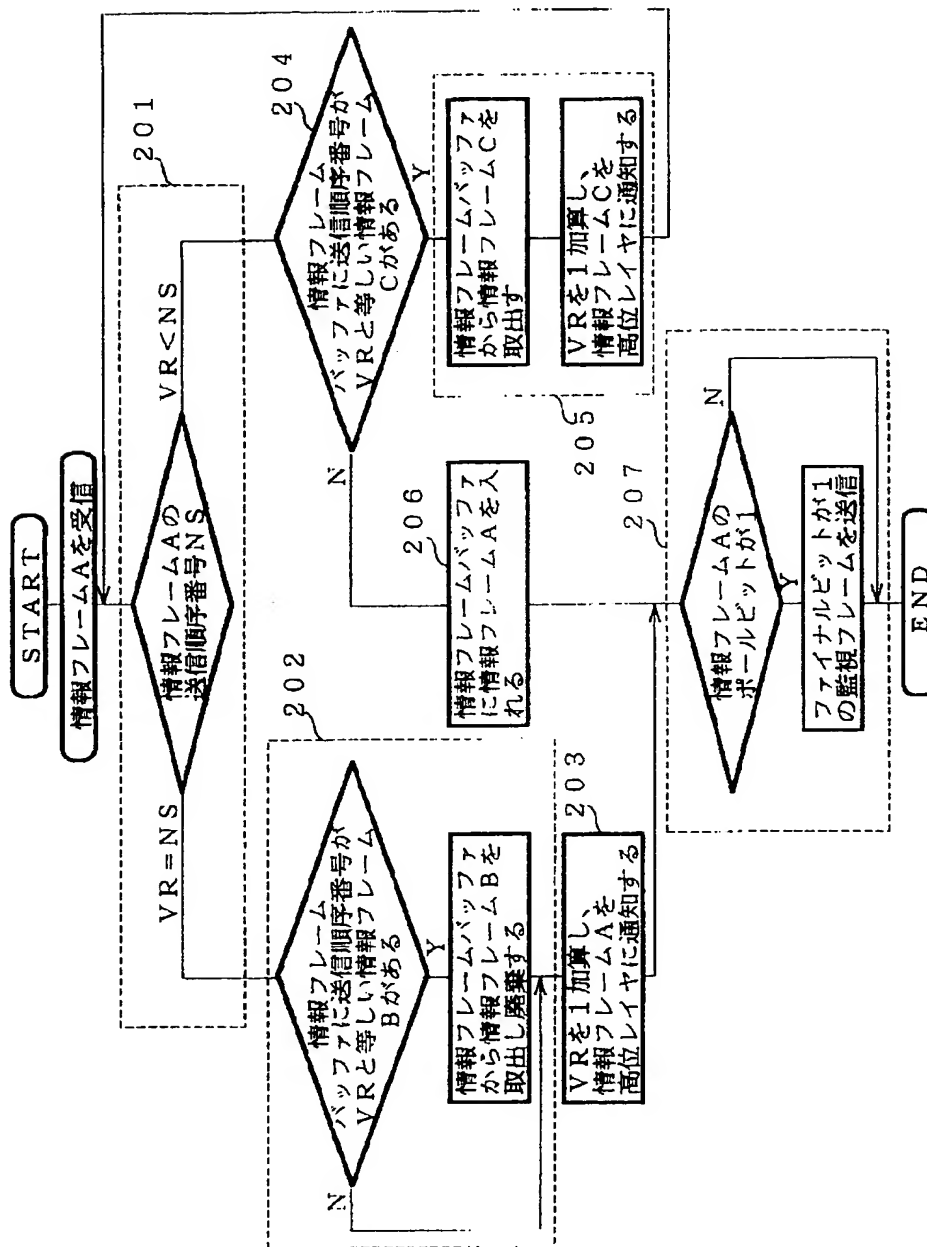 START
情報フレームAを受信
201
情報フレームAの
送信順序番号NS
VR=NS
VR<NS
202
情報フレーム
バッファに送信順序番号が
VRと等しい情報フレーム
Bがある
N
Y
情報フレームバッファ
から情報フレームBを
取出し廃棄する
203
VRを1加算し、
情報フレームAを
高位レイヤに通知する
204
情報フレーム
バッファに送信順序番号が
VRと等しい情報フレーム
Cがある
N
Y
情報フレームバッファ
から情報フレームCを
取出す
VRを1加算し、
情報フレームCを
高位レイヤに通知する
205
206
情報フレームバッファ
に情報フレームAを入
れる
207
情報フレームAの
ポールビットが1
N
Y
ファイナルビットが1
の監視フレームを送信
END